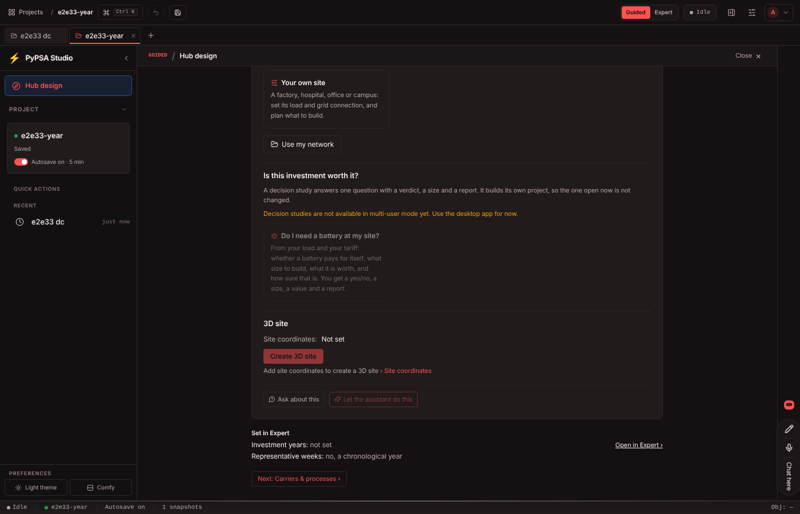 Projects / e2e33-year Ctrl K
Guided Expert Idle A
e2e33 dc e2e33-year
PyPSA Studio
GUIDED / Hub design
Close
Hub design
PROJECT
e2e33-year
Saved
Autosave on · 5 min
QUICK ACTIONS
RECENT
e2e33 dc just now
Your own site
A factory, hospital, office or campus:
set its load and grid connection, and
plan what to build.
Use my network
Is this investment worth it?
A decision study answers one question with a verdict, a size and a report. It builds its own project, so the one open now is not
changed.
Decision studies are not available in multi-user mode yet. Use the desktop app for now.
Do I need a battery at my site?
From your load and your tariff:
whether a battery pays for itself, what
size to build, what it is worth, and
how sure that is. You get a yes/no, a
size, a value and a report.
3D site
Site coordinates: Not set
Create 3D site
Add site coordinates to create a 3D site › Site coordinates
Ask about this Let the assistant do this
Set in Expert
Investment years: not set
Open in Expert ›
Representative weeks: no, a chronological year
Next: Carriers & processes ›
Chat here
PREFERENCES
Light theme Comfy
Idle e2e33-year Autosave on 1 snapshots Obj: —